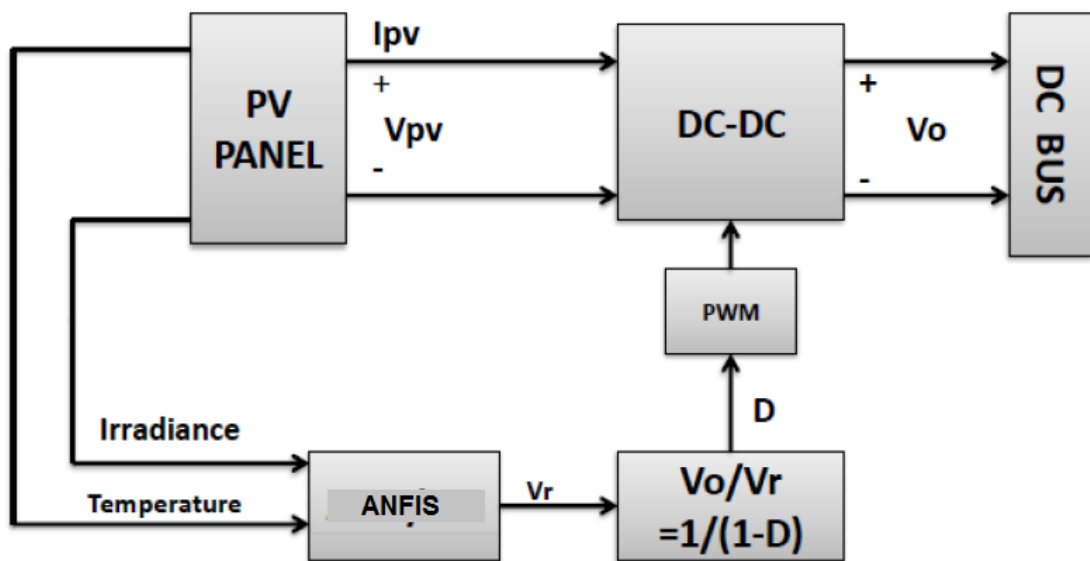 Ipv
PV
PANEL
+
Vpv
-
DC-DC
+
Vo
-
DC BUS
PWM
D
Irradiance
Temperature
ANFIS
Vr
Vo/Vr
=1/(1-D)